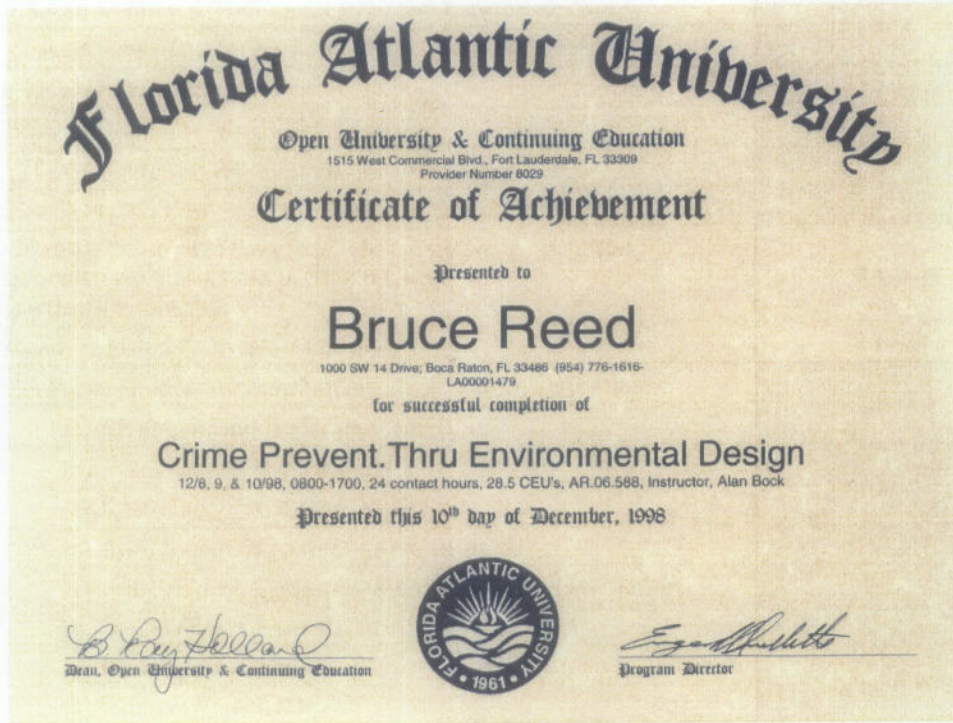 Florida Atlantic University
Open University & Continuing Education
1515 West Commercial Blvd., Fort Lauderdale, FL 33309
Provider Number 8029
Certificate of Achievement
Presented to
Bruce Reed
1000 SW 14 Drive; Boca Raton, FL 33486 (954) 776-1616-
LA00001479
for successful completion of
Crime Prevent.Thru Environmental Design
12/8, 9, & 10/98, 0800-1700, 24 contact hours, 28.5 CEU's, AR.06.588, Instructor, Alan Bock
Presented this 10th day of December, 1998
FLORIDA ATLANTIC UNIVERSITY
• 1961 •
B Ray Holland
Dean, Open University & Continuing Education
Program Director